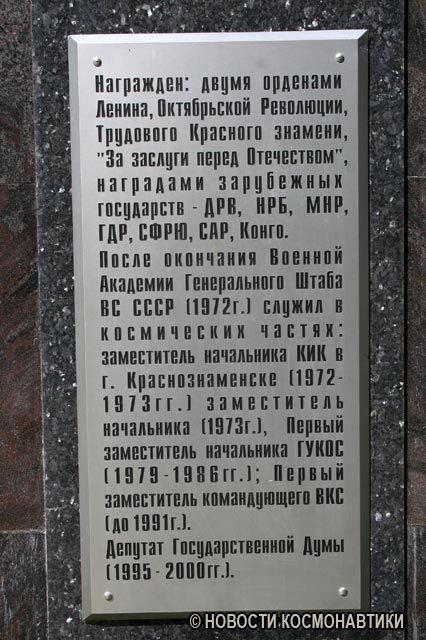 Награжден: двумя орденами
Ленина, Октябрьской Революции,
Трудового Красного знамени,
"За заслуги перед Отечеством",
наградами зарубежных
государств - ДРВ, НРБ, МНР,
ГДР, СФРЮ, САР, Конго.
После окончания Военной
Академии Генерального Штаба
ВС СССР (1972г.) служил в
космических частях:
заместитель начальника КИК в
г. Краснознаменске (1972-
1973гг.) заместитель
начальника (1973г.), Первый
заместитель начальника ГУКОС
(1979-1986гг.); Первый
заместитель командующего ВКС
(до 1991г.).
Депутат Государственной Думы
(1995-2000гг.).
© НОВОСТИ КОСМОНАВТИКИ